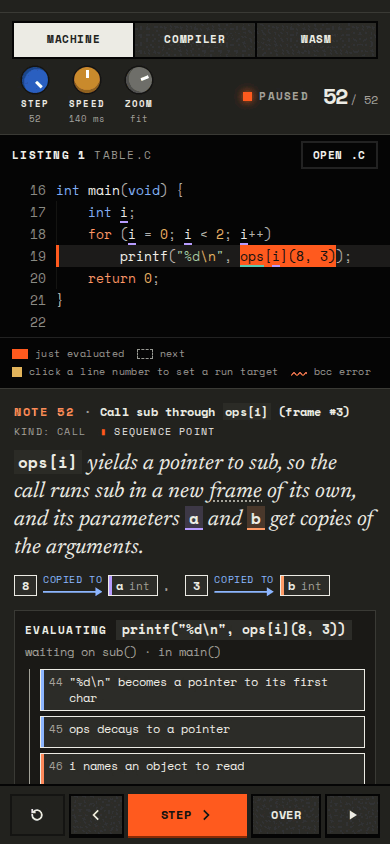 MACHINE COMPILER WASM
STEP SPEED ZOOM
52 140 ms fit
PAUSED 52 / 52
LISTING 1 TABLE.C OPEN .C
16 int main(void) {
17 int i;
18 for (i = 0; i < 2; i++)
19 printf("%d\n", ops[i](8, 3));
20 return 0;
21 }
22
just evaluated next
click a line number to set a run target bcc error
NOTE 52 · Call sub through ops[i] (frame #3)
KIND: CALL SEQUENCE POINT
ops[i] yields a pointer to sub, so the
call runs sub in a new frame of its own,
and its parameters a and b get copies of
the arguments.
8 COPIED TO a int , 3 COPIED TO b int
EVALUATING printf("%d\n", ops[i](8, 3))
waiting on sub() · in main()
44 "%d\n" becomes a pointer to its first
char
45 ops decays to a pointer
46 i names an object to read
STEP OVER